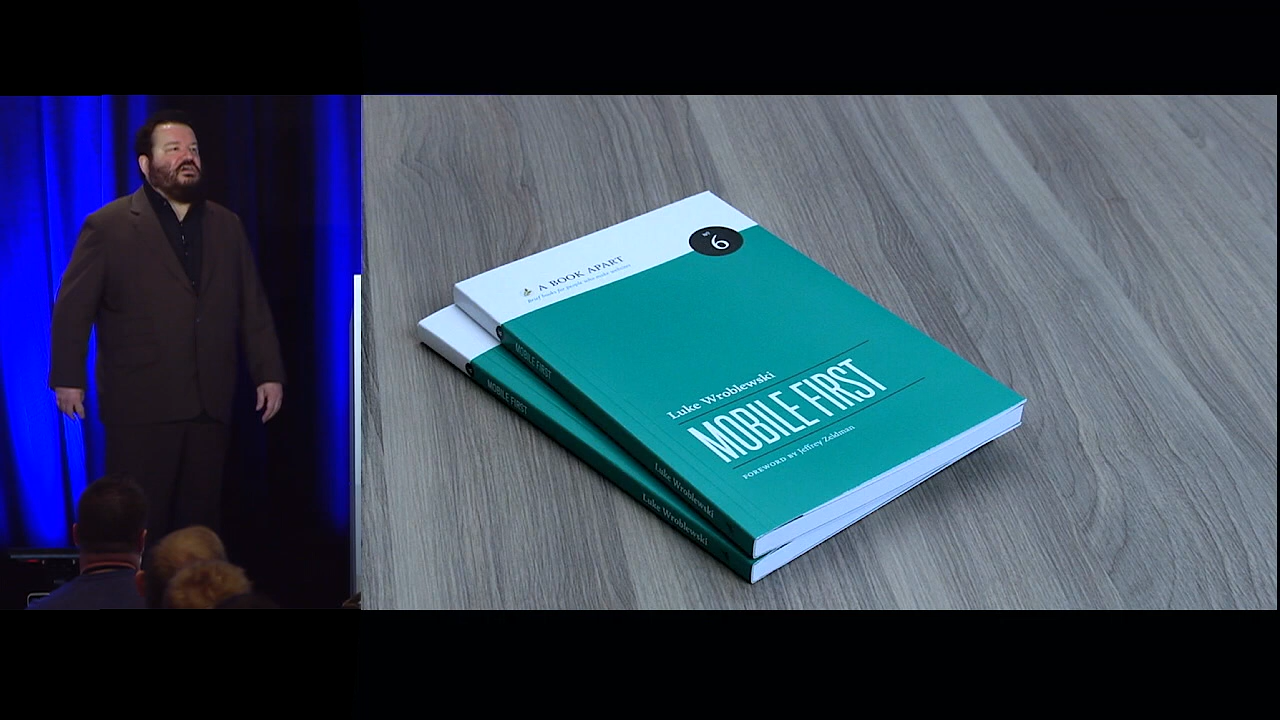 Nº 6
A BOOK APART
Brief books for people who make websites
Luke Wroblewski
MOBILE FIRST
FOREWORD BY Jeffrey Zeldman
MOBILE FIRST
Luke Wroblewski
MOBILE FIRST
Luke Wroblewski